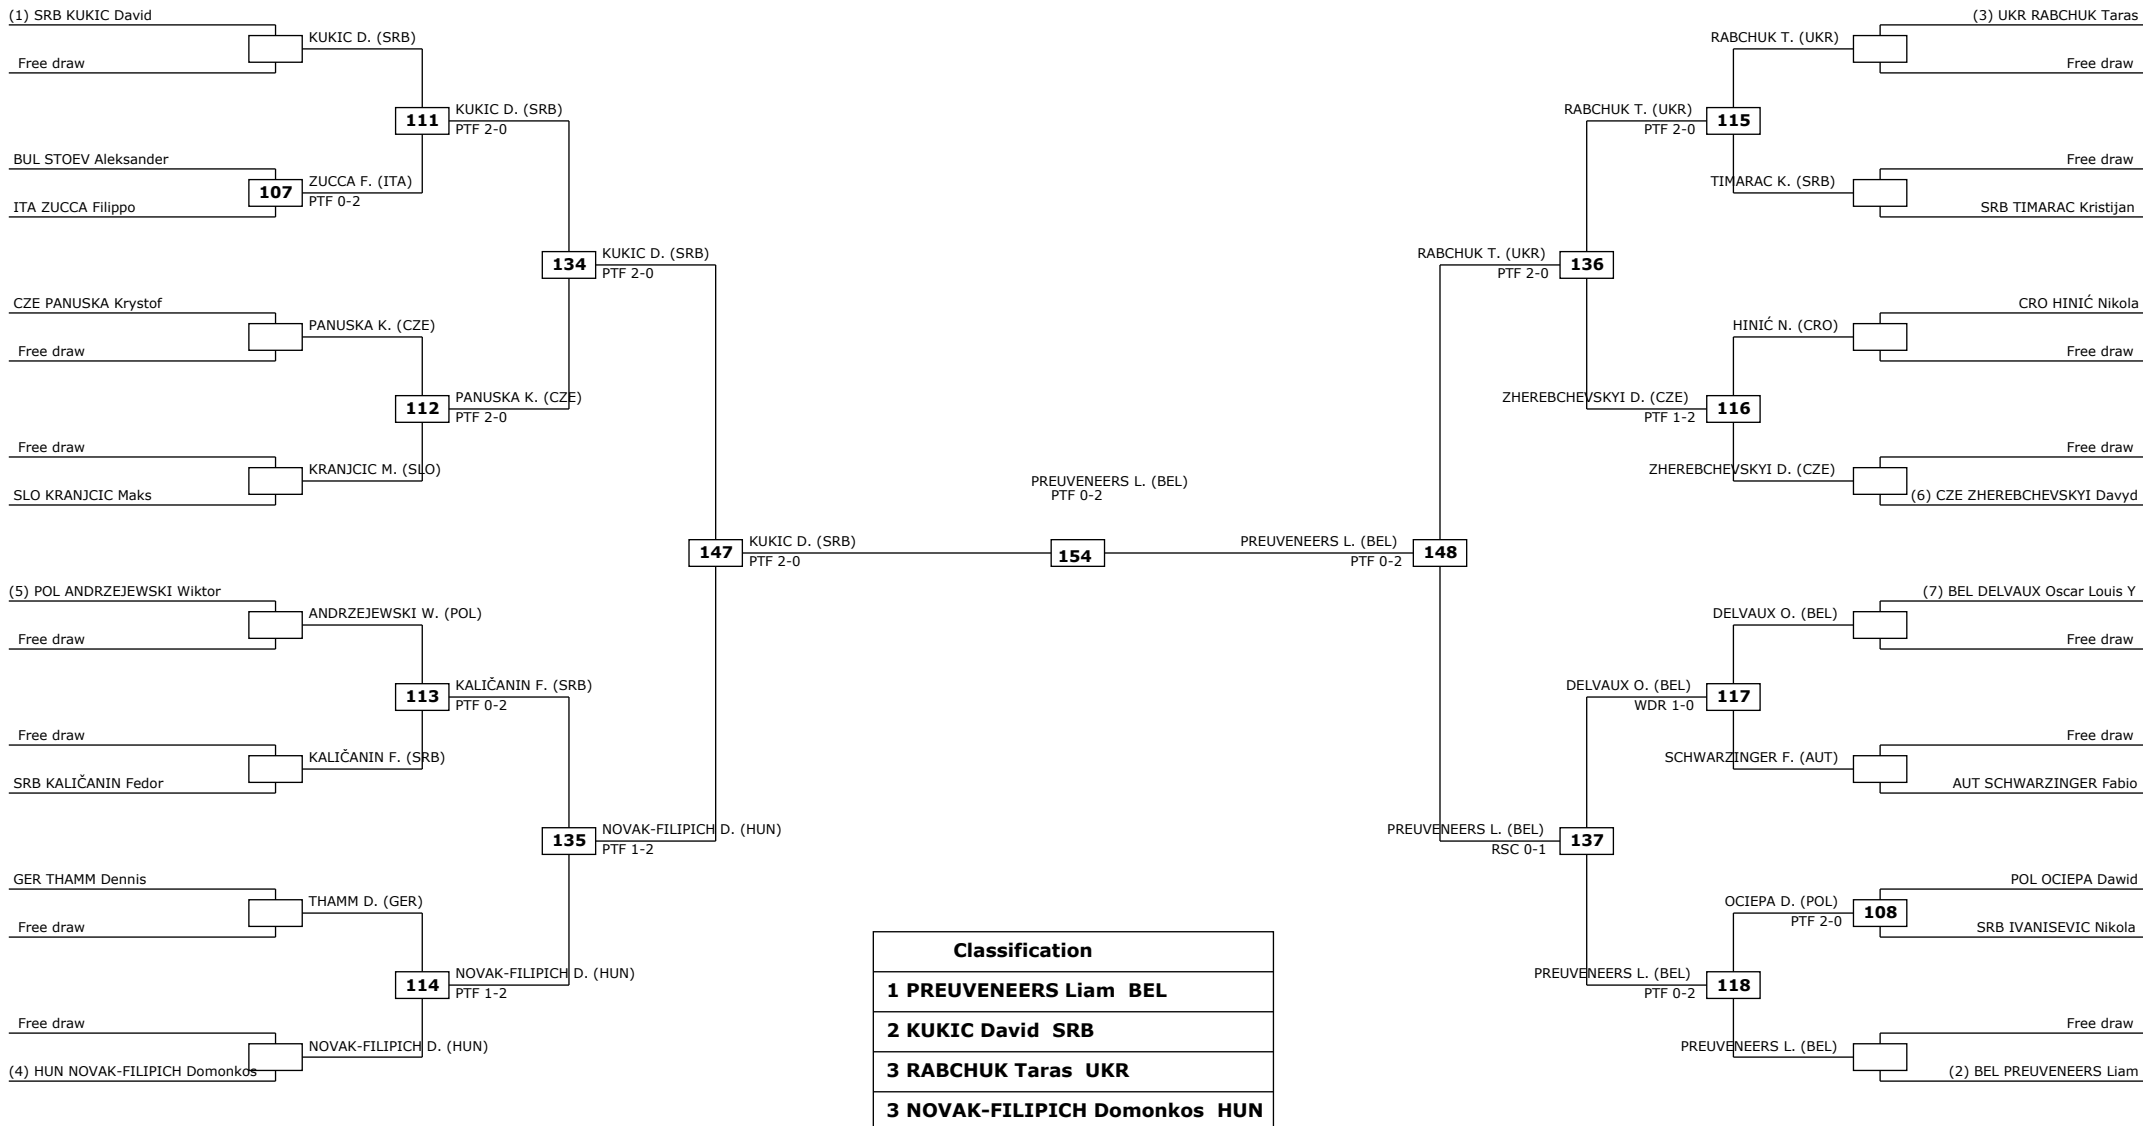 (1) SRB KUKIC David
KUKIC D. (SRB)
Free draw
111
KUKIC D. (SRB)
PTF 2-0
BUL STOEV Aleksander
107
ZUCCA F. (ITA)
PTF 0-2
ITA ZUCCA Filippo
134
KUKIC D. (SRB)
PTF 2-0
CZE PANUSKA Krystof
PANUSKA K. (CZE)
Free draw
112
PANUSKA K. (CZE)
PTF 2-0
Free draw
KRANJCIC M. (SLO)
SLO KRANJCIC Maks
147
KUKIC D. (SRB)
PTF 2-0
(5) POL ANDRZEJEWSKI Wiktor
ANDRZEJEWSKI W. (POL)
Free draw
113
KALIČANIN F. (SRB)
PTF 0-2
Free draw
KALIČANIN F. (SRB)
SRB KALIČANIN Fedor
135
NOVAK-FILIPICH D. (HUN)
PTF 1-2
GER THAMM Dennis
THAMM D. (GER)
Free draw
114
NOVAK-FILIPICH D. (HUN)
PTF 1-2
Free draw
NOVAK-FILIPICH D. (HUN)
(4) HUN NOVAK-FILIPICH Domonkos
PREUVENEERS L. (BEL)
PTF 0-2
154
(3) UKR RABCHUK Taras
RABCHUK T. (UKR)
Free draw
RABCHUK T. (UKR)
PTF 2-0
115
Free draw
TIMARAC K. (SRB)
SRB TIMARAC Kristijan
RABCHUK T. (UKR)
PTF 2-0
136
CRO HINIĆ Nikola
HINIĆ N. (CRO)
Free draw
ZHEREBCHEVSKYI D. (CZE)
PTF 1-2
116
Free draw
ZHEREBCHEVSKYI D. (CZE)
(6) CZE ZHEREBCHEVSKYI Davyd
PREUVENEERS L. (BEL)
PTF 0-2
148
(7) BEL DELVAUX Oscar Louis Y
DELVAUX O. (BEL)
Free draw
DELVAUX O. (BEL)
WDR 1-0
117
Free draw
SCHWARZINGER F. (AUT)
AUT SCHWARZINGER Fabio
PREUVENEERS L. (BEL)
RSC 0-1
137
POL OCIEPA Dawid
OCIEPA D. (POL)
PTF 2-0
108
SRB IVANISEVIC Nikola
PREUVENEERS L. (BEL)
PTF 0-2
118
Free draw
PREUVENEERS L. (BEL)
(2) BEL PREUVENEERS Liam
Classification
1 PREUVENEERS Liam BEL
2 KUKIC David SRB
3 RABCHUK Taras UKR
3 NOVAK-FILIPICH Domonkos HUN